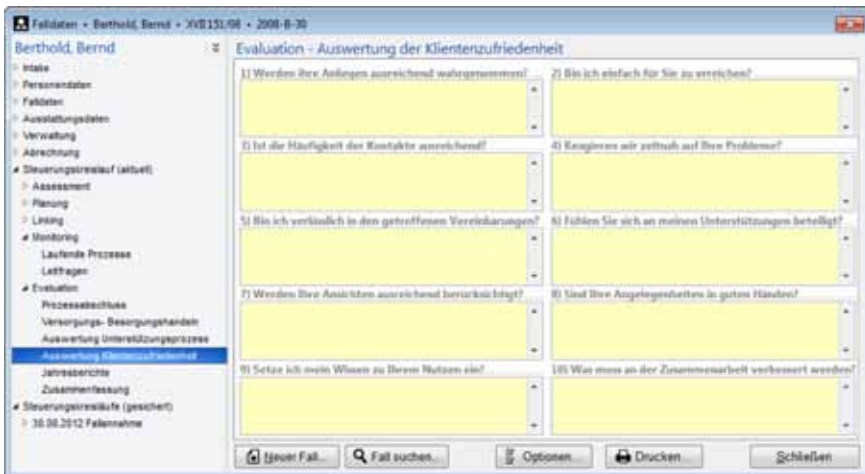 Falldaten • Berthold, Bernd • XVII 151/08 • 2008-8-30
Berthold, Bernd
Intake
Personendaten
Falldaten
Ausstattungsdaten
Verwaltung
Abrechnung
Steuerungskreislauf (aktuell)
Assessment
Planung
Linking
Monitoring
Laufende Prozesse
Leitfragen
Evaluation
Prozessabschluss
Versorgungs- Besorgungshandeln
Auswertung Unterstützungsprozesse
Auswertung Klientenzufriedenheit
Jahresberichte
Zusammenfassung
Steuerungskreisläufe (gesichert)
30.08.2012 Fallannahme
Evaluation - Auswertung der Klientenzufriedenheit
1) Werden ihre Anliegen ausreichend wahrgenommen?
2) Bin ich einfach für Sie zu erreichen?
3) Ist die Häufigkeit der Kontakte ausreichend?
4) Reagieren wir zeitnah auf Ihre Probleme?
5) Bin ich verlässlich in den getroffenen Vereinbarungen?
6) Fühlen Sie sich an meinen Unterstützungen beteiligt?
7) Werden Ihre Ansichten ausreichend berücksichtigt?
8) Sind Ihre Angelegenheiten in guten Händen?
9) Setze ich mein Wissen zu Ihrem Nutzen ein?
10) Was muss an der Zusammenarbeit verbessert werden?
Neuer Fall... Fall suchen... Optionen... Drucken... Schließen